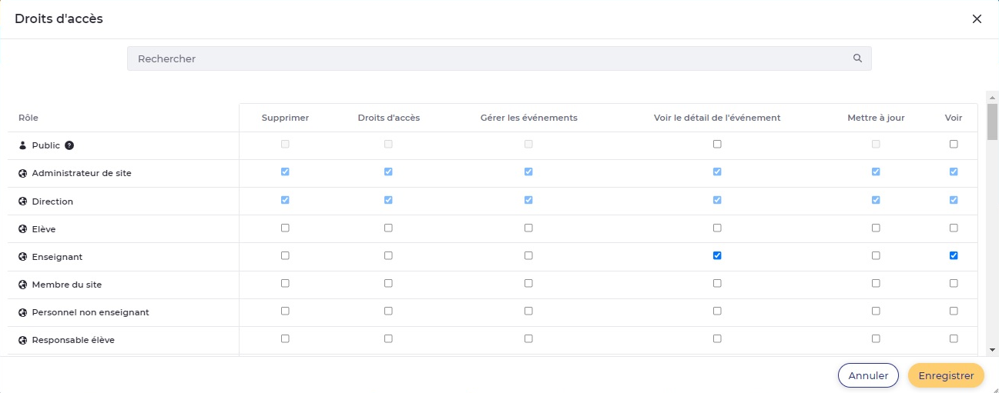 Droits d'accès
Rechercher
Rôle Supprimer Droits d'accès Gérer les événements Voir le détail de l'événement Mettre à jour Voir
Public ?
Administrateur de site
Direction
Elève
Enseignant
Membre du site
Personnel non enseignant
Responsable élève
Annuler Enregistrer